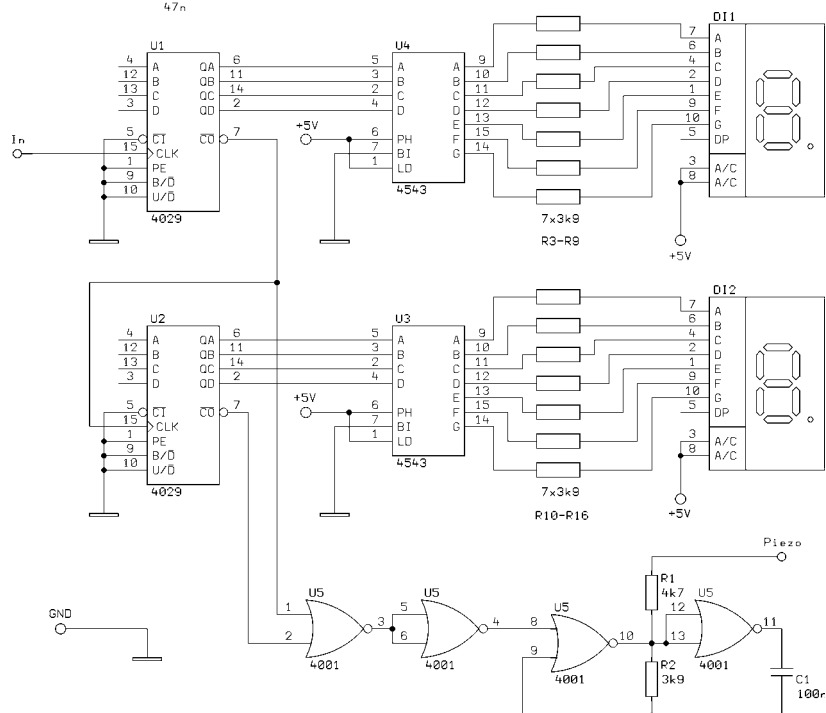 47n
U1
4 A QA 6
12 B QB 11
13 C QC 14
3 D QD 2
5 CI CO 7
15 CLK
1 PE
9 B/D
10 U/D
4029
In
U4
5 A A 9
3 B B 10
2 C C 11
4 D D 12
E 13
6 PH F 15
7 BI G 14
1 LD
4543
+5V
7x3k9
R3-R9
DI1
7 A
6 B
4 C
2 D
1 E
9 F
10 G
5 DP
3 A/C
8 A/C
+5V
U2
4 A QA 6
12 B QB 11
13 C QC 14
3 D QD 2
5 CI CO 7
15 CLK
1 PE
9 B/D
10 U/D
4029
U3
5 A A 9
3 B B 10
2 C C 11
4 D D 12
E 13
6 PH F 15
7 BI G 14
1 LD
4543
+5V
7x3k9
R10-R16
DI2
7 A
6 B
4 C
2 D
1 E
9 F
10 G
5 DP
3 A/C
8 A/C
+5V
GND
U5
1
2
3
4001
U5
5
6
4
4001
U5
8
9
10
4001
R1
4k7
R2
3k9
Piezo
U5
12
13
11
4001
C1
100n